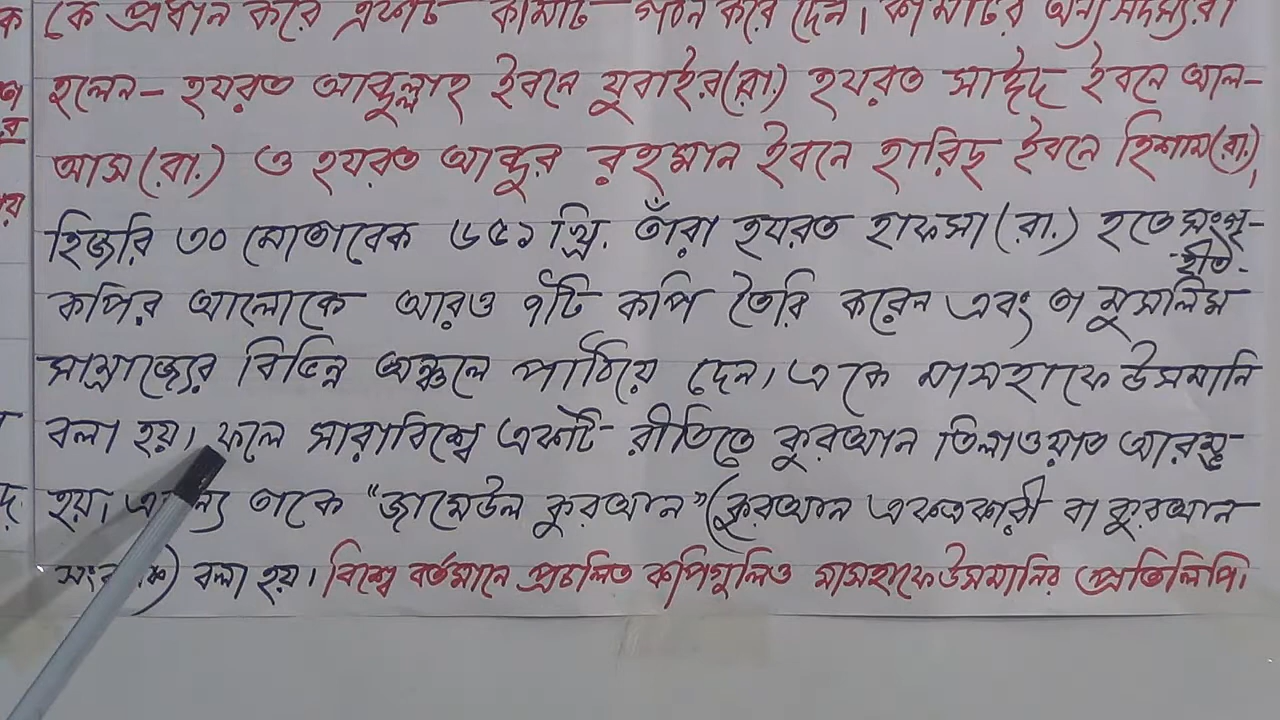 কে প্রধান করে একটি কমিটি গঠন করে দেন। কমিটির অন্য সদস্যরা
হলেন- হযরত আব্দুল্লাহ ইবনে যুবাইর(রা.) হযরত সাঈদ ইবনে আল-
আস(রা.) ও হযরত আব্দুর রহমান ইবনে হারিছ ইবনে হিশাম(রা.),
হিজরি ৩০ মোতাবেক ৬৫১ খ্রি. তাঁরা হযরত হাফসা(রা.) হতে সংগৃ-
হীত-
কপির আলোকে আরও ৭টি কপি তৈরি করেন এবং তা মুসলিম
সাম্রাজ্যের বিভিন্ন অঞ্চলে পাঠিয়ে দেন। একে মাসহাফে উসমানি
বলা হয়। ফলে সারাবিশ্বে একটি রীতিতে কুরআন তিলাওয়াত আরম্ভ
হয়। তাকে "জামেউল কুরআন" (কুরআন একত্রকারী বা কুরআন
বলা হয়। বিশ্বে বর্তমানে প্রচলিত কপিগুলিও মাসহাফে উসমানির প্রতিলিপি।